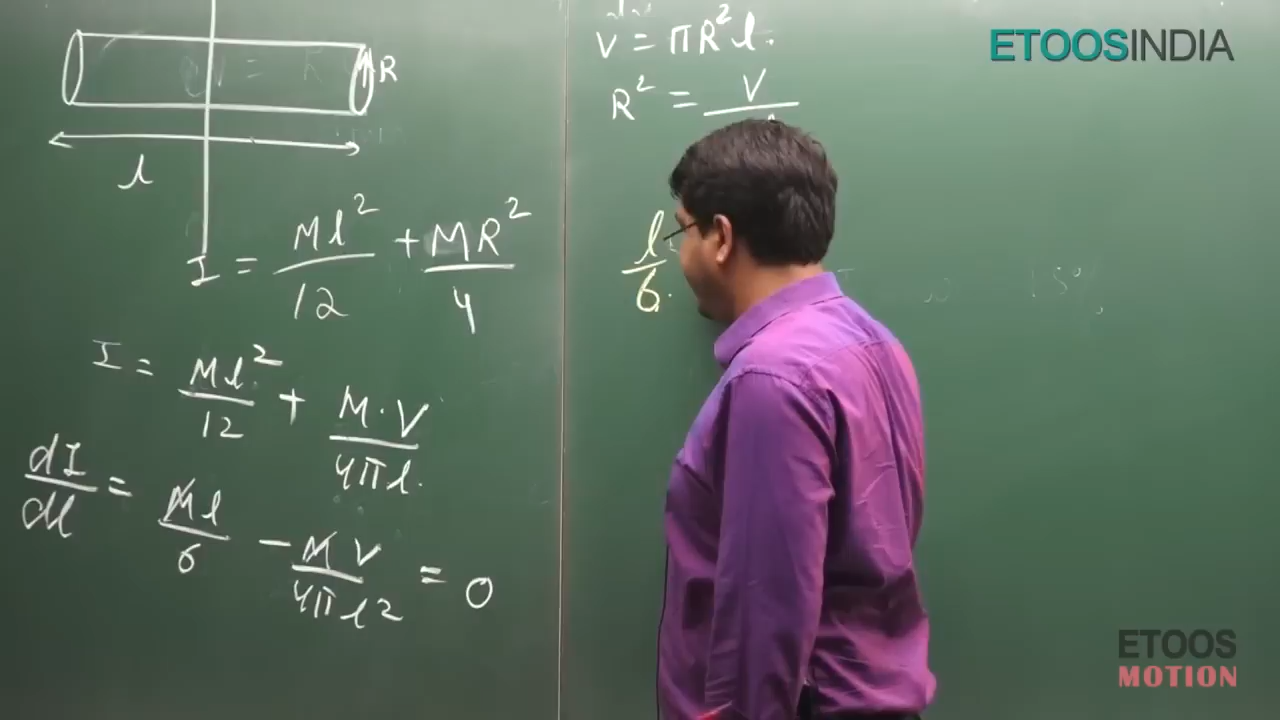 R
l
I = Ml²/12 + MR²/4
I = Ml²/12 + M·V/4πl
dI/dl = Ml/6 - MV/4πl2 = 0
V = πR²l.
R² = V
l
6
ETOOSINDIA
ETOOS
MOTION